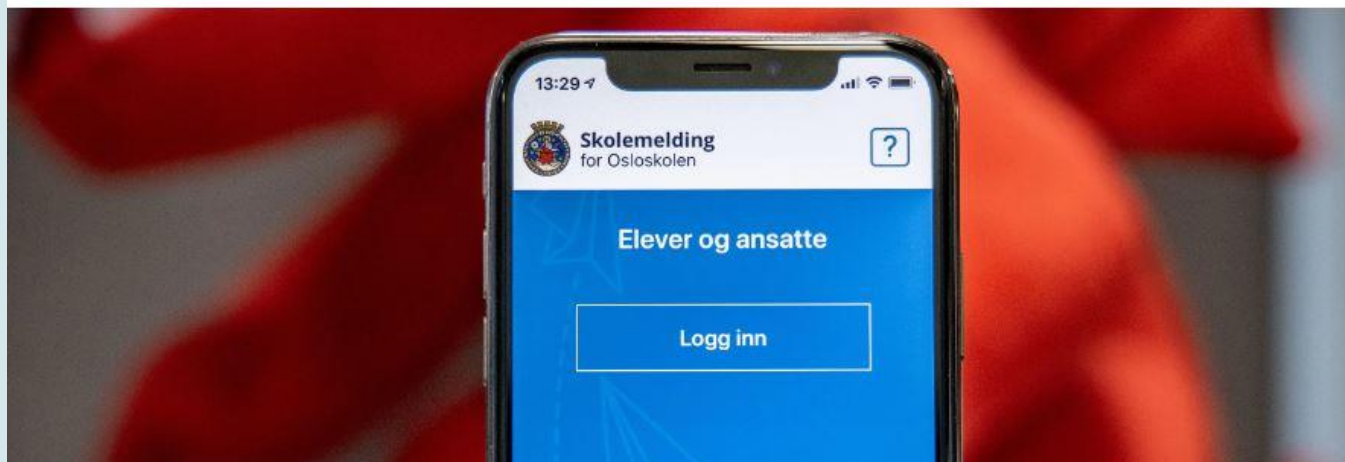 13:29
Skolemelding
for Osloskolen
?
Elever og ansatte
Logg inn